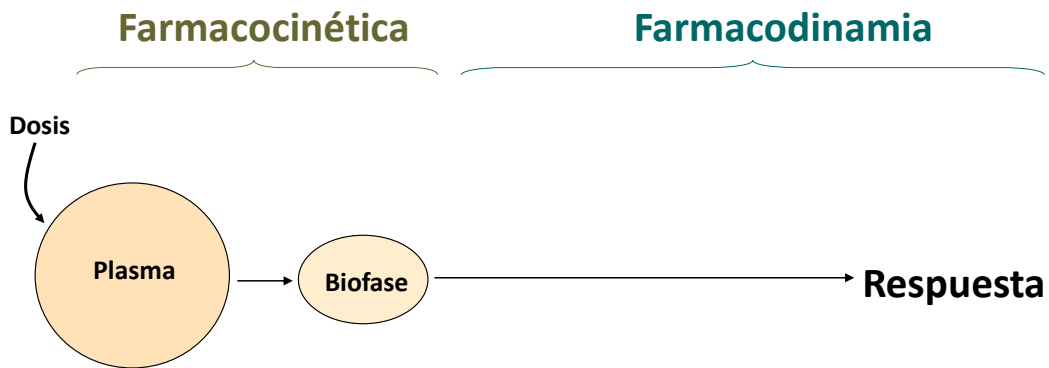 Farmacocinética
Farmacodinamia
Dosis
Plasma
Biofase
Respuesta